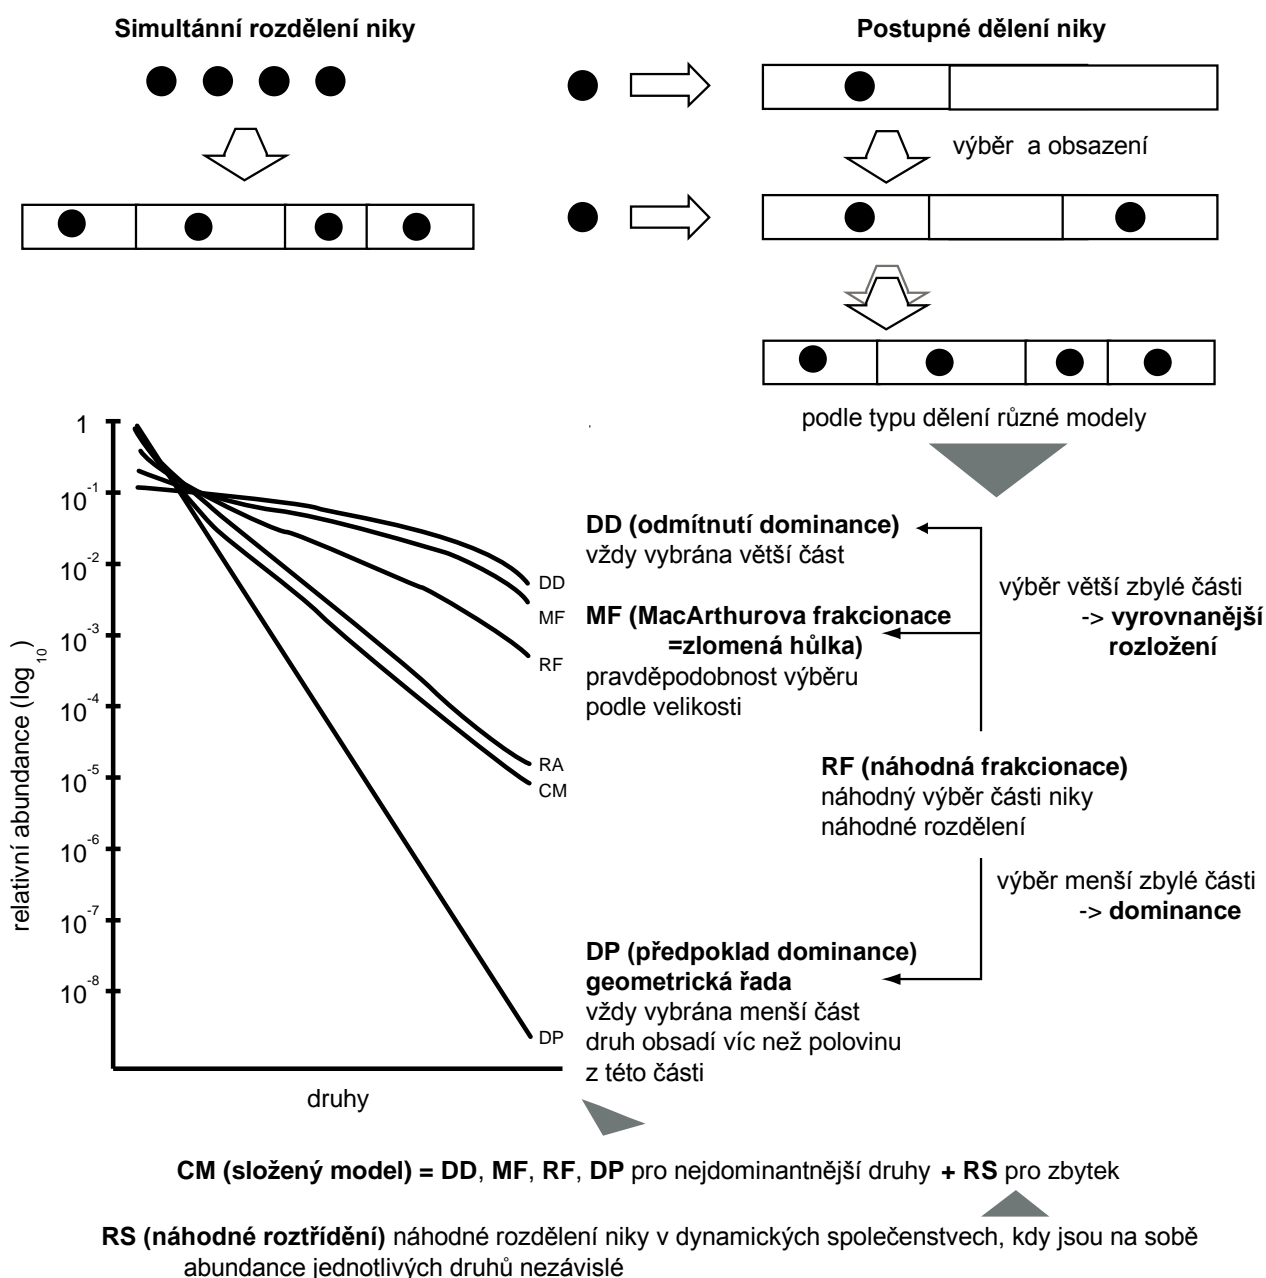 Simultánní rozdělení niky
Postupné dělení niky
výběr  a obsazení
podle typu dělení různé modely
1
10-1
10-2
10-3
10-4
10-5
10-6
10-7
10-8
relativní abundance (log 10)
druhy
DD
MF
RF
RA
CM
DP
DD (odmítnutí dominance)
vždy vybrána větší část
MF (MacArthurova frakcionace
=zlomená hůlka)
pravděpodobnost výběru
podle velikosti
výběr větší zbylé části
-> vyrovnanější
rozložení
RF (náhodná frakcionace)
náhodný výběr části niky
náhodné rozdělení
výběr menší zbylé části
-> dominance
DP (předpoklad dominance)
geometrická řada
vždy vybrána menší část
druh obsadí víc než polovinu
z této části
CM (složený model) = DD, MF, RF, DP pro nejdominantnější druhy + RS pro zbytek
RS (náhodné roztřídění) náhodné rozdělení niky v dynamických společenstvech, kdy jsou na sobě
abundance jednotlivých druhů nezávislé